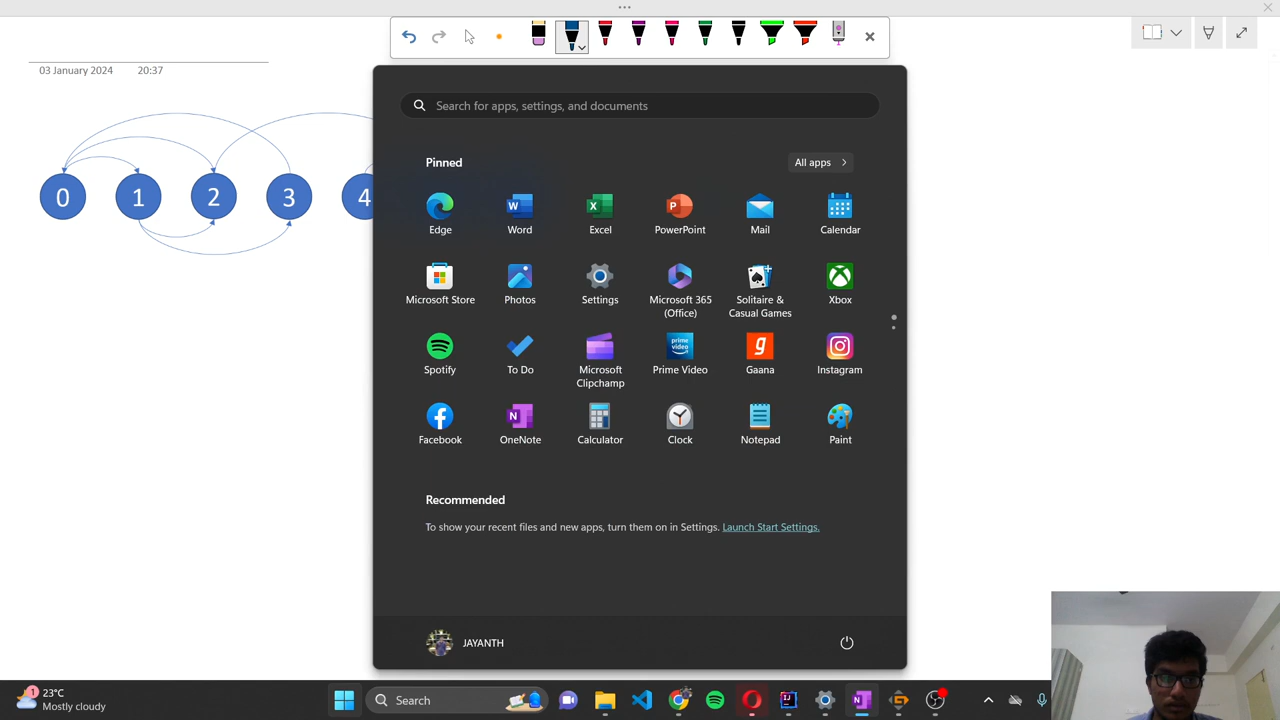 03 January 2024 20:37
0 1 2 3 4
Search for apps, settings, and documents
Pinned
All apps
Edge
Word
W
Excel
X
PowerPoint
P
Mail
Calendar
Microsoft Store
Photos
Settings
Microsoft 365
(Office)
Solitaire &
Casual Games
Xbox
Spotify
To Do
Microsoft
Clipchamp
prime
video
Prime Video
g
Gaana
Instagram
Facebook
N
OneNote
Calculator
Clock
Notepad
Paint
Recommended
To show your recent files and new apps, turn them on in Settings. Launch Start Settings.
JAYANTH
1
23°C
Mostly cloudy
Search